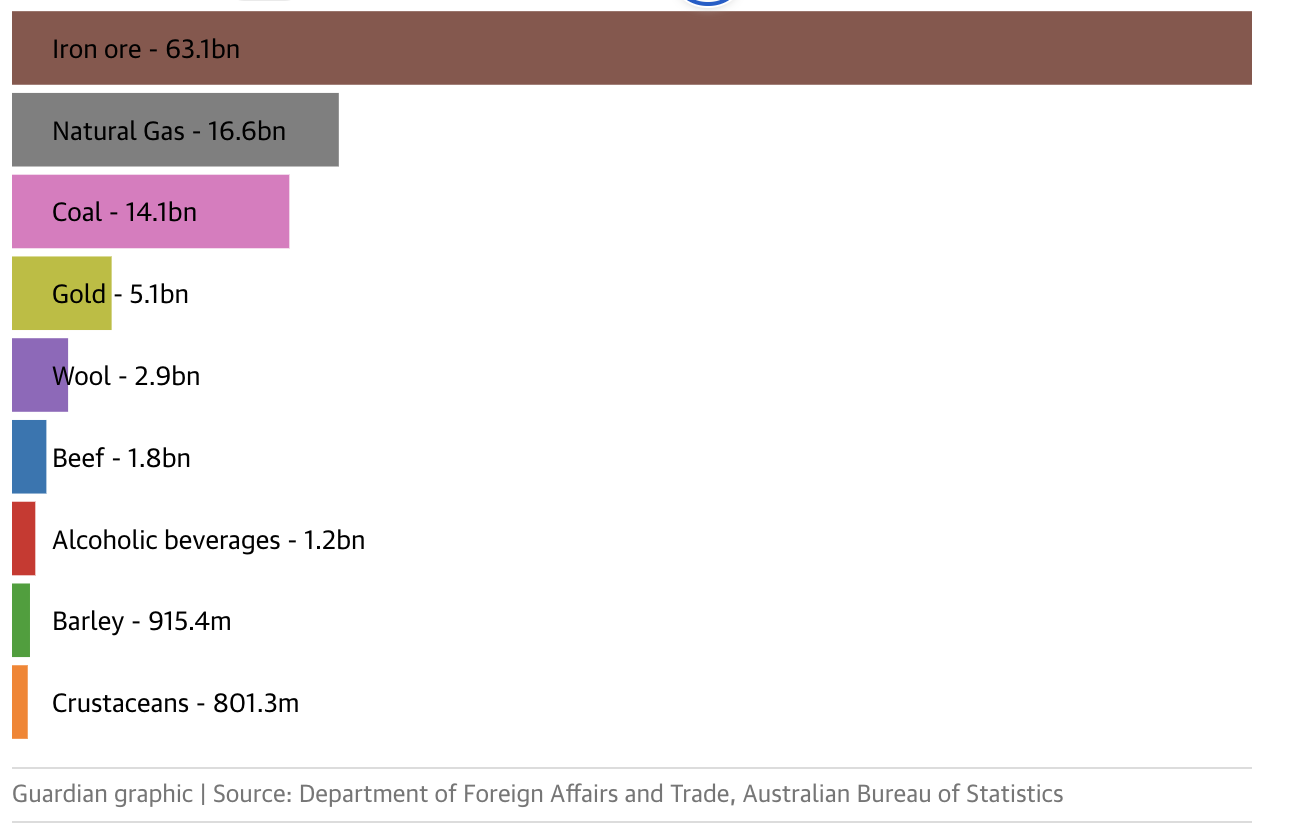 Iron ore - 63.1bn
Natural Gas - 16.6bn
Coal - 14.1bn
Gold - 5.1bn
Wool - 2.9bn
Beef - 1.8bn
Alcoholic beverages - 1.2bn
Barley - 915.4m
Crustaceans - 801.3m
Guardian graphic | Source: Department of Foreign Affairs and Trade, Australian Bureau of Statistics